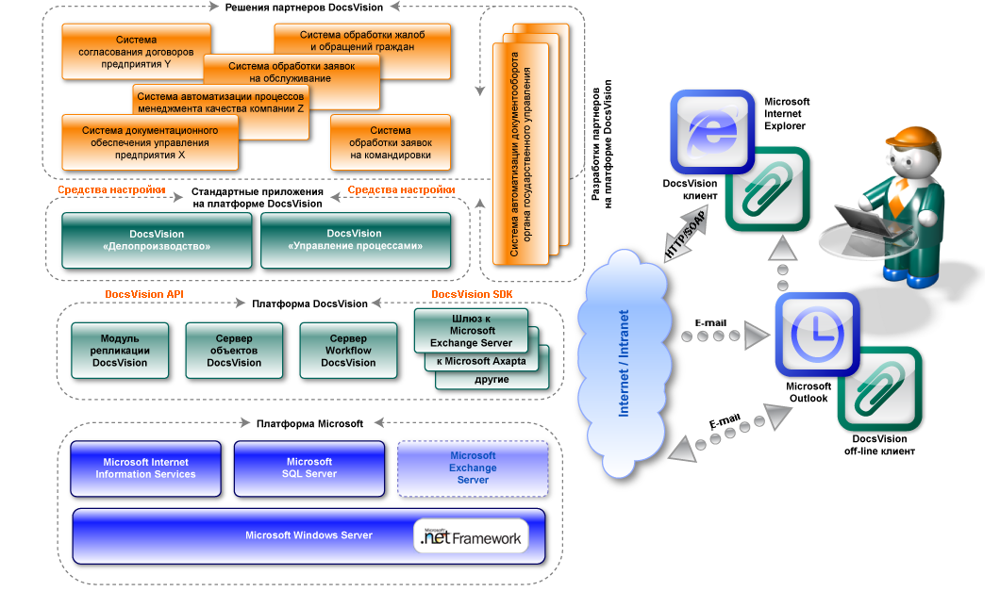 Решения партнеров DocsVision
Система
согласования договоров
предприятия Y
Система обработки жалоб
и обращений граждан
Система обработки заявок
на обслуживание
Система автоматизации процессов
менеджмента качества компании Z
Система документационного
обеспечения управления
предприятия X
Система
обработки заявок
на командировки
Система автоматизации документооборота
органа государственного управления
Разработки партнеров
на платформе DocsVision
Средства настройки
Стандартные приложения
на платформе DocsVision
Средства настройки
DocsVision
«Делопроизводство»
DocsVision
«Управление процессами»
DocsVision API
Платформа DocsVision
DocsVision SDK
Модуль
репликации
DocsVision
Сервер
объектов
DocsVision
Сервер
Workflow
DocsVision
Шлюз к
Microsoft
Exchange Server
к Microsoft Axapta
другие
Платформа Microsoft
Microsoft Internet
Information Services
Microsoft
SQL Server
Microsoft
Exchange
Server
Microsoft Windows Server
Microsoft
.net Framework
Internet / Intranet
HTTP/SOAP
E-mail
E-mail
Microsoft
Internet
Explorer
DocsVision
клиент
Microsoft
Outlook
DocsVision
off-line клиент